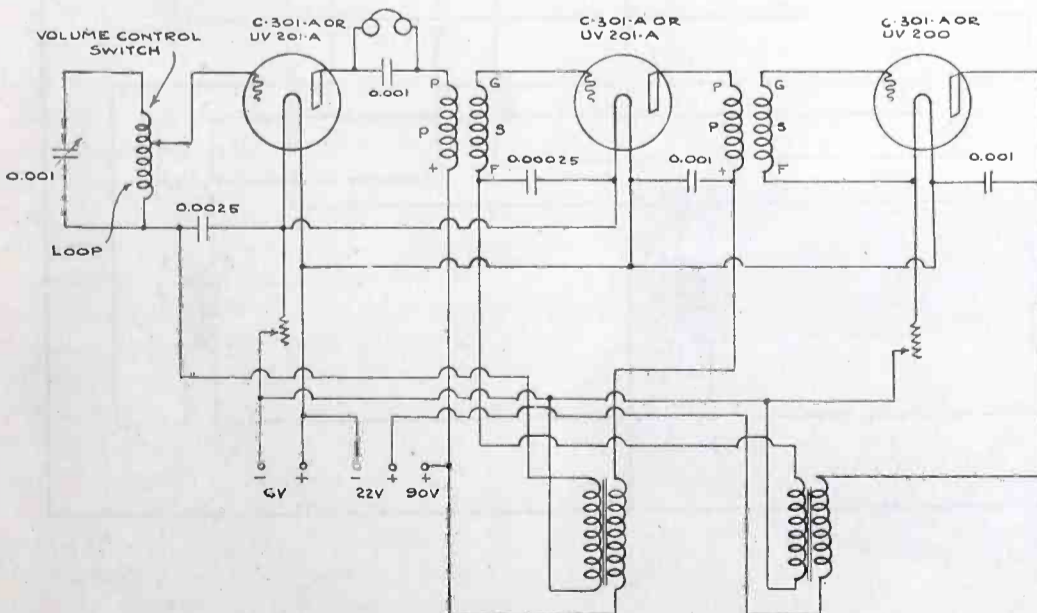 VOLUME CONTROL
SWITCH
C-301-A OR
UV 201-A
0.001
C-301-A OR
UV 201-A
C-301-A OR
UV 200
P
P
+
G
S
F
P
P
+
G
S
F
0.001
0.0025
LOOP
0.00025
0.001
0.001
- +
6V
- +
22V
+
90V